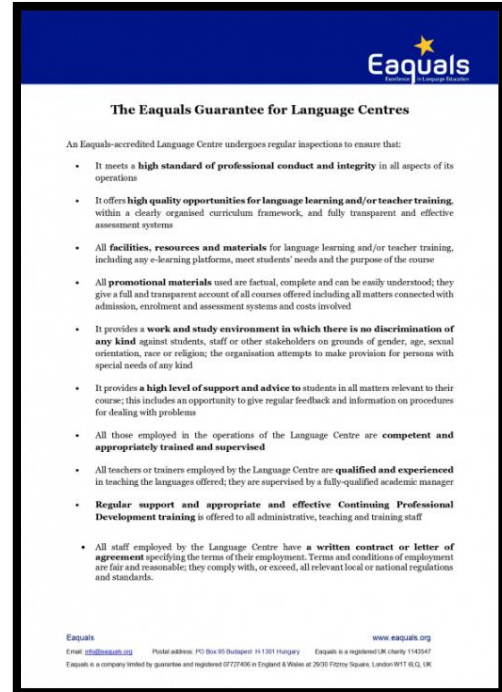 Eaquals
Excellence in Language Education
The Eaquals Guarantee for Language Centres
An Eaquals-accredited Language Centre undergoes regular inspections to ensure that:
• It meets a high standard of professional conduct and integrity in all aspects of its
operations
• It offers high quality opportunities for language learning and/or teacher training,
within a clearly organised curriculum framework, and fully transparent and effective
assessment systems
• All facilities, resources and materials for language learning and/or teacher training,
including any e-learning platforms, meet students' needs and the purpose of the course
• All promotional materials used are factual, complete and can be easily understood; they
give a full and transparent account of all courses offered including all matters connected with
admission, enrolment and assessment systems and costs involved
• It provides a work and study environment in which there is no discrimination of
any kind against students, staff or other stakeholders on grounds of gender, age, sexual
orientation, race or religion; the organisation attempts to make provision for persons with
special needs of any kind
• It provides a high level of support and advice to students in all matters relevant to their
course; this includes an opportunity to give regular feedback and information on procedures
for dealing with problems
• All those employed in the operations of the Language Centre are competent and
appropriately trained and supervised
• All teachers or trainers employed by the Language Centre are qualified and experienced
in teaching the languages offered; they are supervised by a fully-qualified academic manager
• Regular support and appropriate and effective Continuing Professional
Development training is offered to all administrative, teaching and training staff
• All staff employed by the Language Centre have a written contract or letter of
agreement specifying the terms of their employment. Terms and conditions of employment
are fair and reasonable; they comply with, or exceed, all relevant local or national regulations
and standards.
Eaquals www.eaquals.org
Email: info@eaquals.org Postal address: PO Box 95 Budapest H-1301 Hungary Eaquals is a registered UK charity 1143547
Eaquals is a company limited by guarantee and registered 07727406 in England & Wales at 29/30 Fitzroy Square, London W1T 6LQ, UK